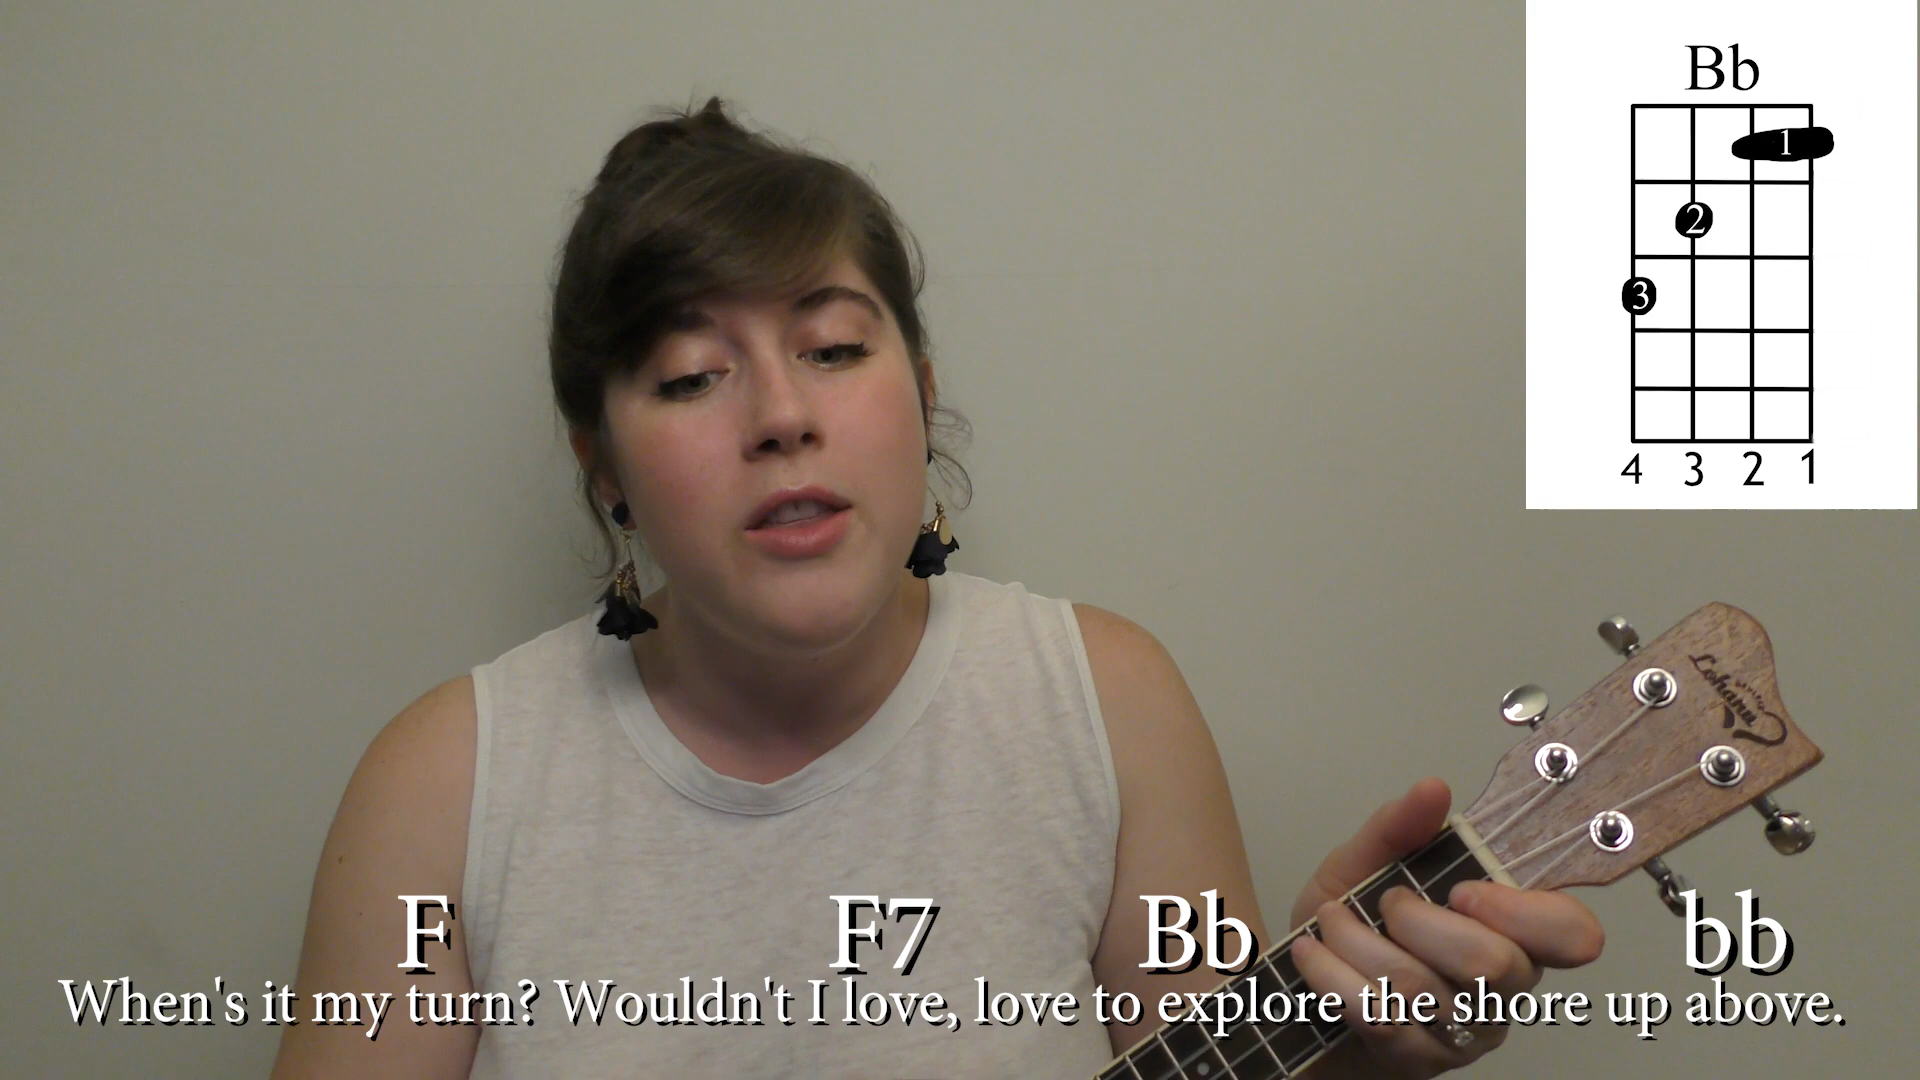 Bb
1
2
3
4 3 2 1
Lohanu
F F7 Bb bb
When's it my turn? Wouldn't I love, love to explore the shore up above.